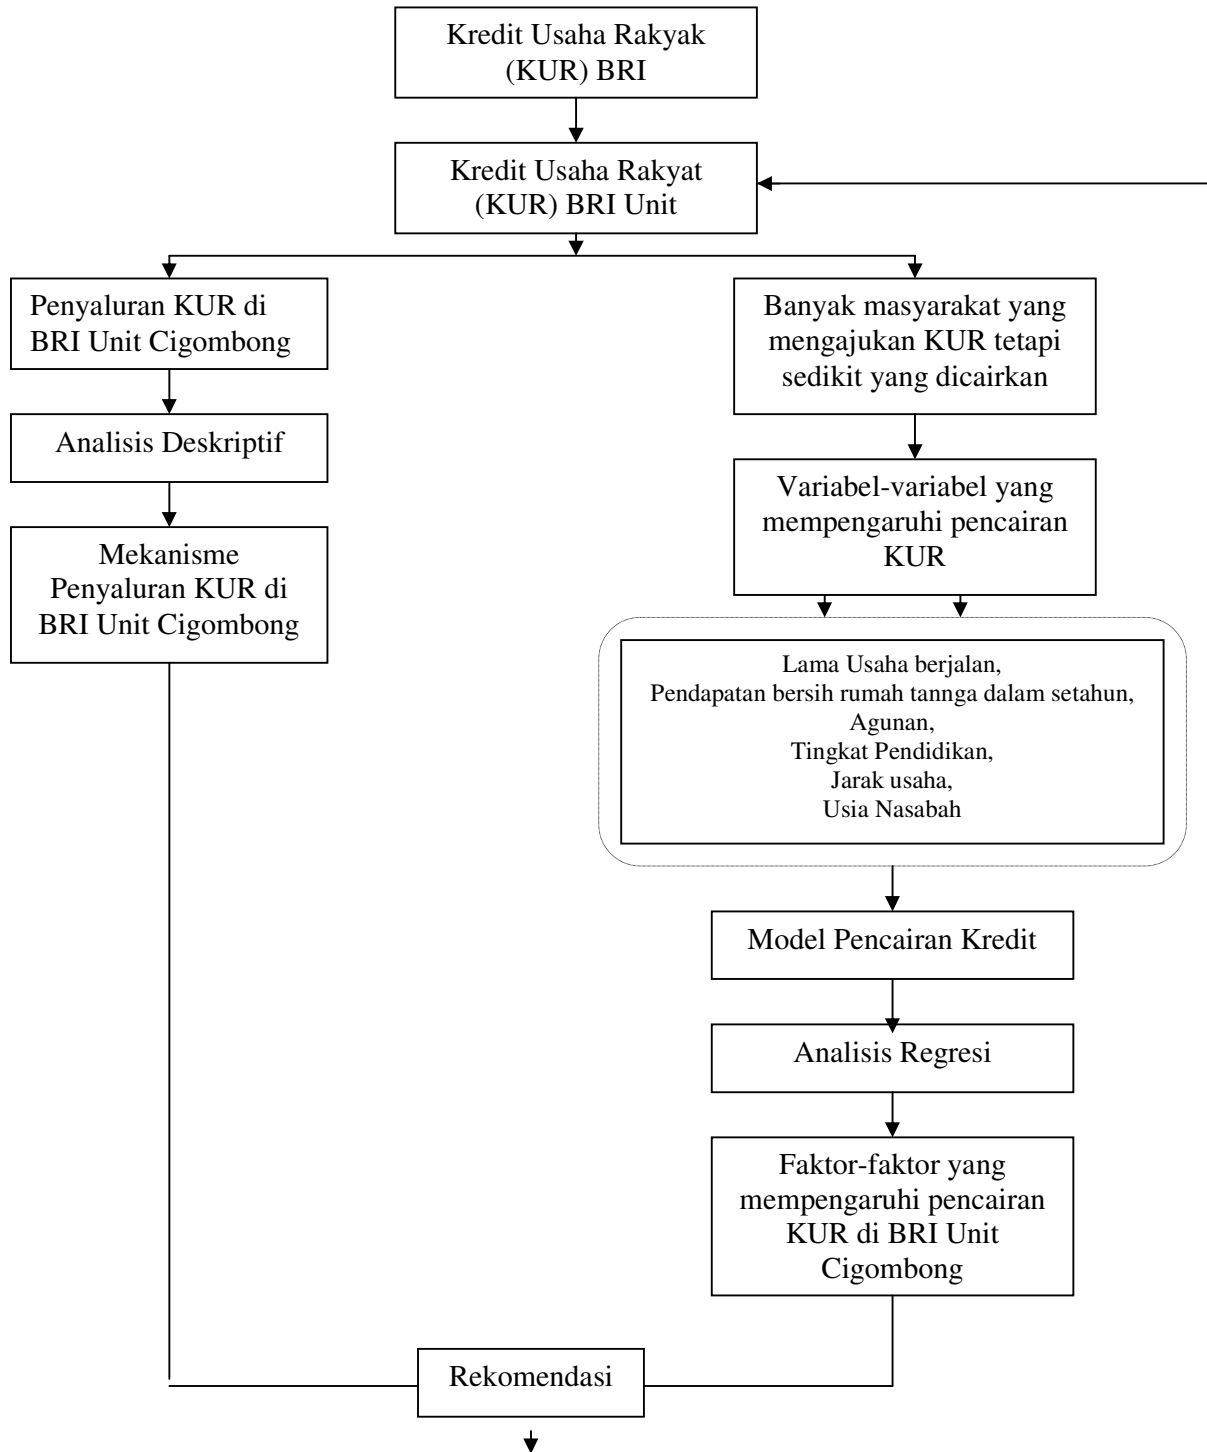 Kredit Usaha Rakyak
(KUR) BRI
Kredit Usaha Rakyat
(KUR) BRI Unit
Penyaluran KUR di
BRI Unit Cigombong
Analisis Deskriptif
Mekanisme
Penyaluran KUR di
BRI Unit Cigombong
Banyak masyarakat yang
mengajukan KUR tetapi
sedikit yang dicairkan
Variabel-variabel yang
mempengaruhi pencairan
KUR
Lama Usaha berjalan,
Pendapatan bersih rumah tannga dalam setahun,
Agunan,
Tingkat Pendidikan,
Jarak usaha,
Usia Nasabah
Model Pencairan Kredit
Analisis Regresi
Faktor-faktor yang
mempengaruhi pencairan
KUR di BRI Unit
Cigombong
Rekomendasi